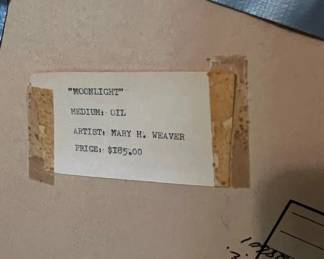 "MOONLIGHT"
MEDIUM: OIL
ARTIST: MARY H. WEAVER
PRICE: $185.00